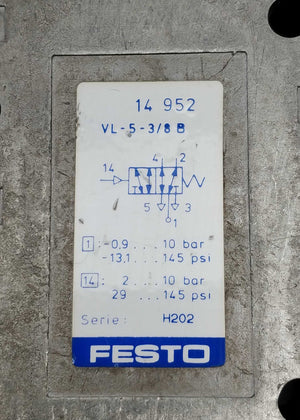 14 952
VL-5-3/8 B
4 2
14
5 3
1
1 : -0,9 ... 10 bar
-13,1 ... 145 psi
14 : 2 ... 10 bar
29 ... 145 psi
Serie: H202
FESTO